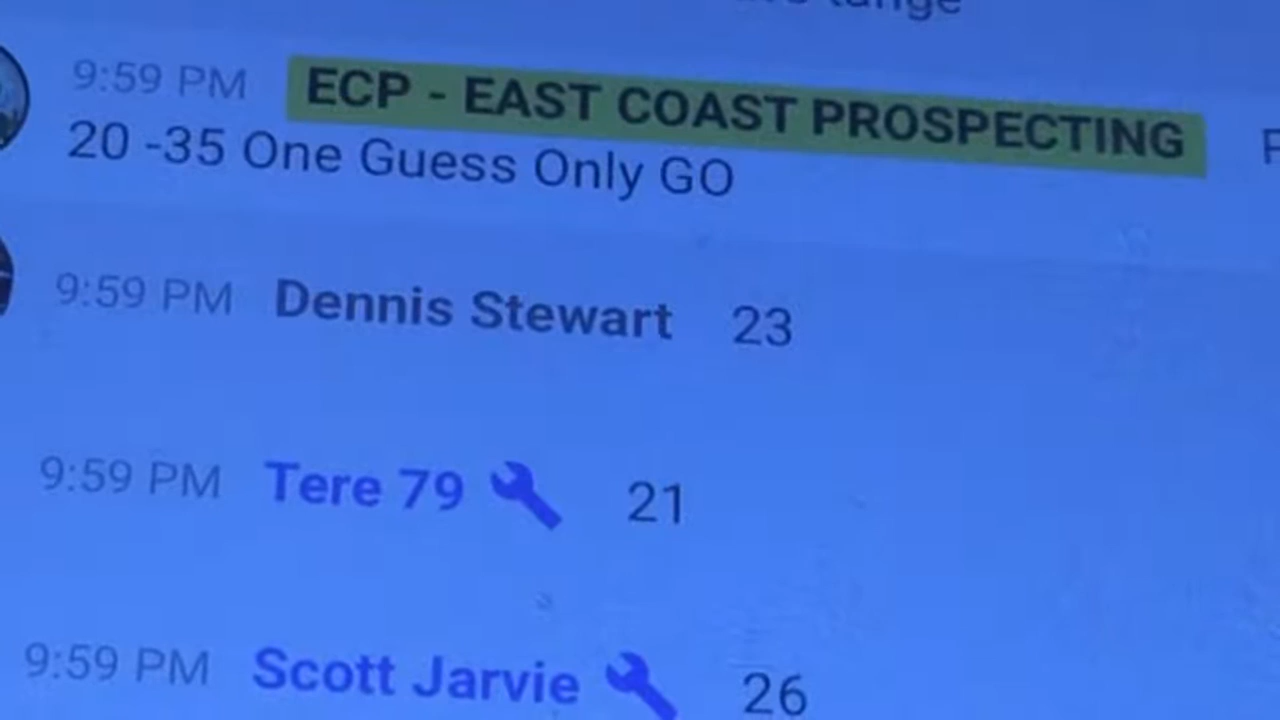 9:59 PM ECP - EAST COAST PROSPECTING
20 -35 One Guess Only GO
9:59 PM Dennis Stewart 23
9:59 PM Tere 79 21
9:59 PM Scott Jarvie 26